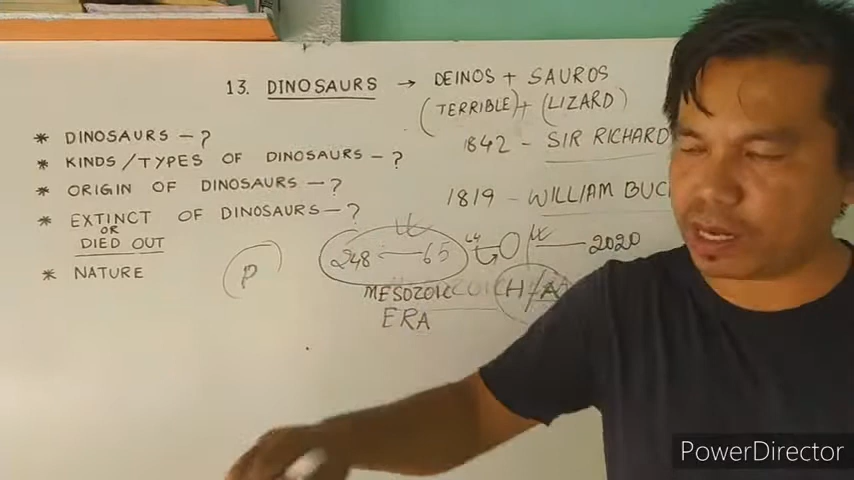 13. DINOSAURS → DEINOS + SAUROS
(TERRIBLE) + (LIZARD)
* DINOSAURS - ?
1842 - SIR RICHARD
* KINDS/TYPES OF DINOSAURS - ?
* ORIGIN OF DINOSAURS - ?
1819 - WILLIAM BUC
* EXTINCT OF DINOSAURS - ?
OR
DIED OUT
248 — 65
2020
* NATURE
P
MESOZOIC
H/A
ERA
PowerDirector